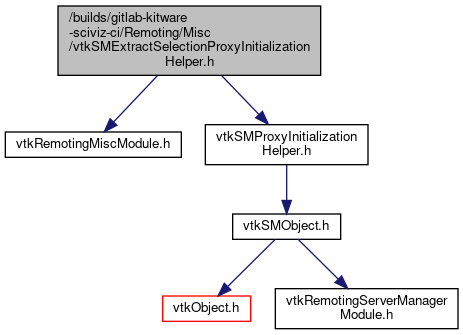 /builds/gitlab-kitware
-sciviz-ci/Remoting/Misc
/vtkSMExtractSelectionProxyInitialization
Helper.h
vtkRemotingMiscModule.h
vtkSMProxyInitialization
Helper.h
vtkSMObject.h
vtkObject.h
vtkRemotingServerManager
Module.h